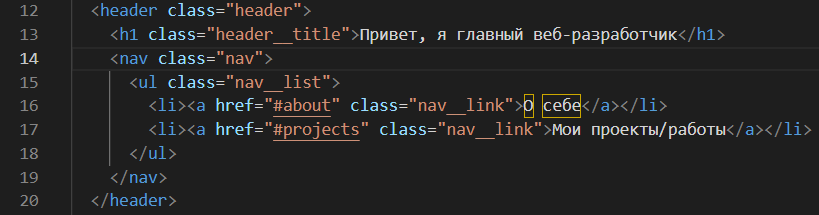 12 <header class="header">
13 <h1 class="header__title">Привет, я главный веб-разработчик</h1>
14 <nav class="nav">
15 <ul class="nav__list">
16 <li><a href="#about" class="nav__link">О себе</a></li>
17 <li><a href="#projects" class="nav__link">Мои проекты/работы</a></li>
18 </ul>
19 </nav>
20 </header>